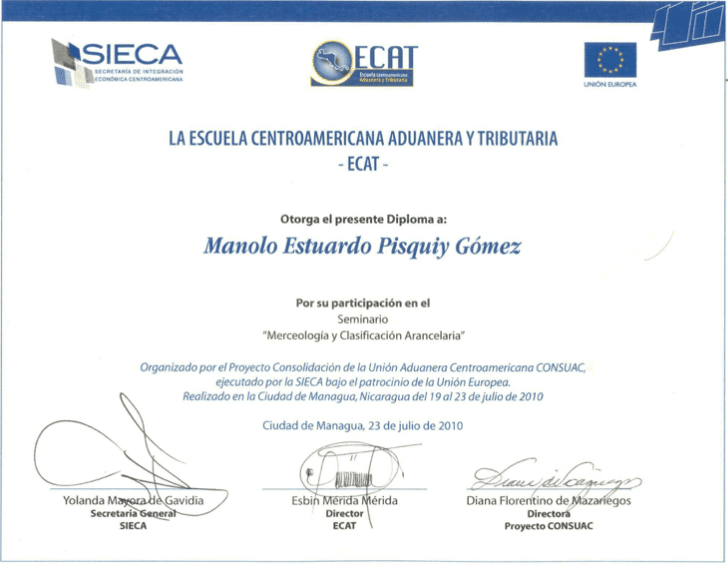 SIECA
SECRETARÍA DE INTEGRACIÓN
ECONÓMICA CENTROAMERICANA
ECAT
Escuela Centroamericana
Aduanera y Tributaria
UNIÓN EUROPEA
LA ESCUELA CENTROAMERICANA ADUANERA Y TRIBUTARIA
- ECAT -
Otorga el presente Diploma a:
Manolo Estuardo Pisquiy Gómez
Por su participación en el
Seminario
"Merceología y Clasificación Arancelaria"
Organizado por el Proyecto Consolidación de la Unión Aduanera Centroamericana CONSUAC,
ejecutado por la SIECA bajo el patrocinio de la Unión Europea.
Realizado en la Ciudad de Managua, Nicaragua del 19 al 23 de julio de 2010
Ciudad de Managua, 23 de julio de 2010
Yolanda Mayora de Gavidia
Secretaria General
SIECA
Esbin Mérida Mérida
Director
ECAT
Diana Florentino de Mazariegos
Directora
Proyecto CONSUAC